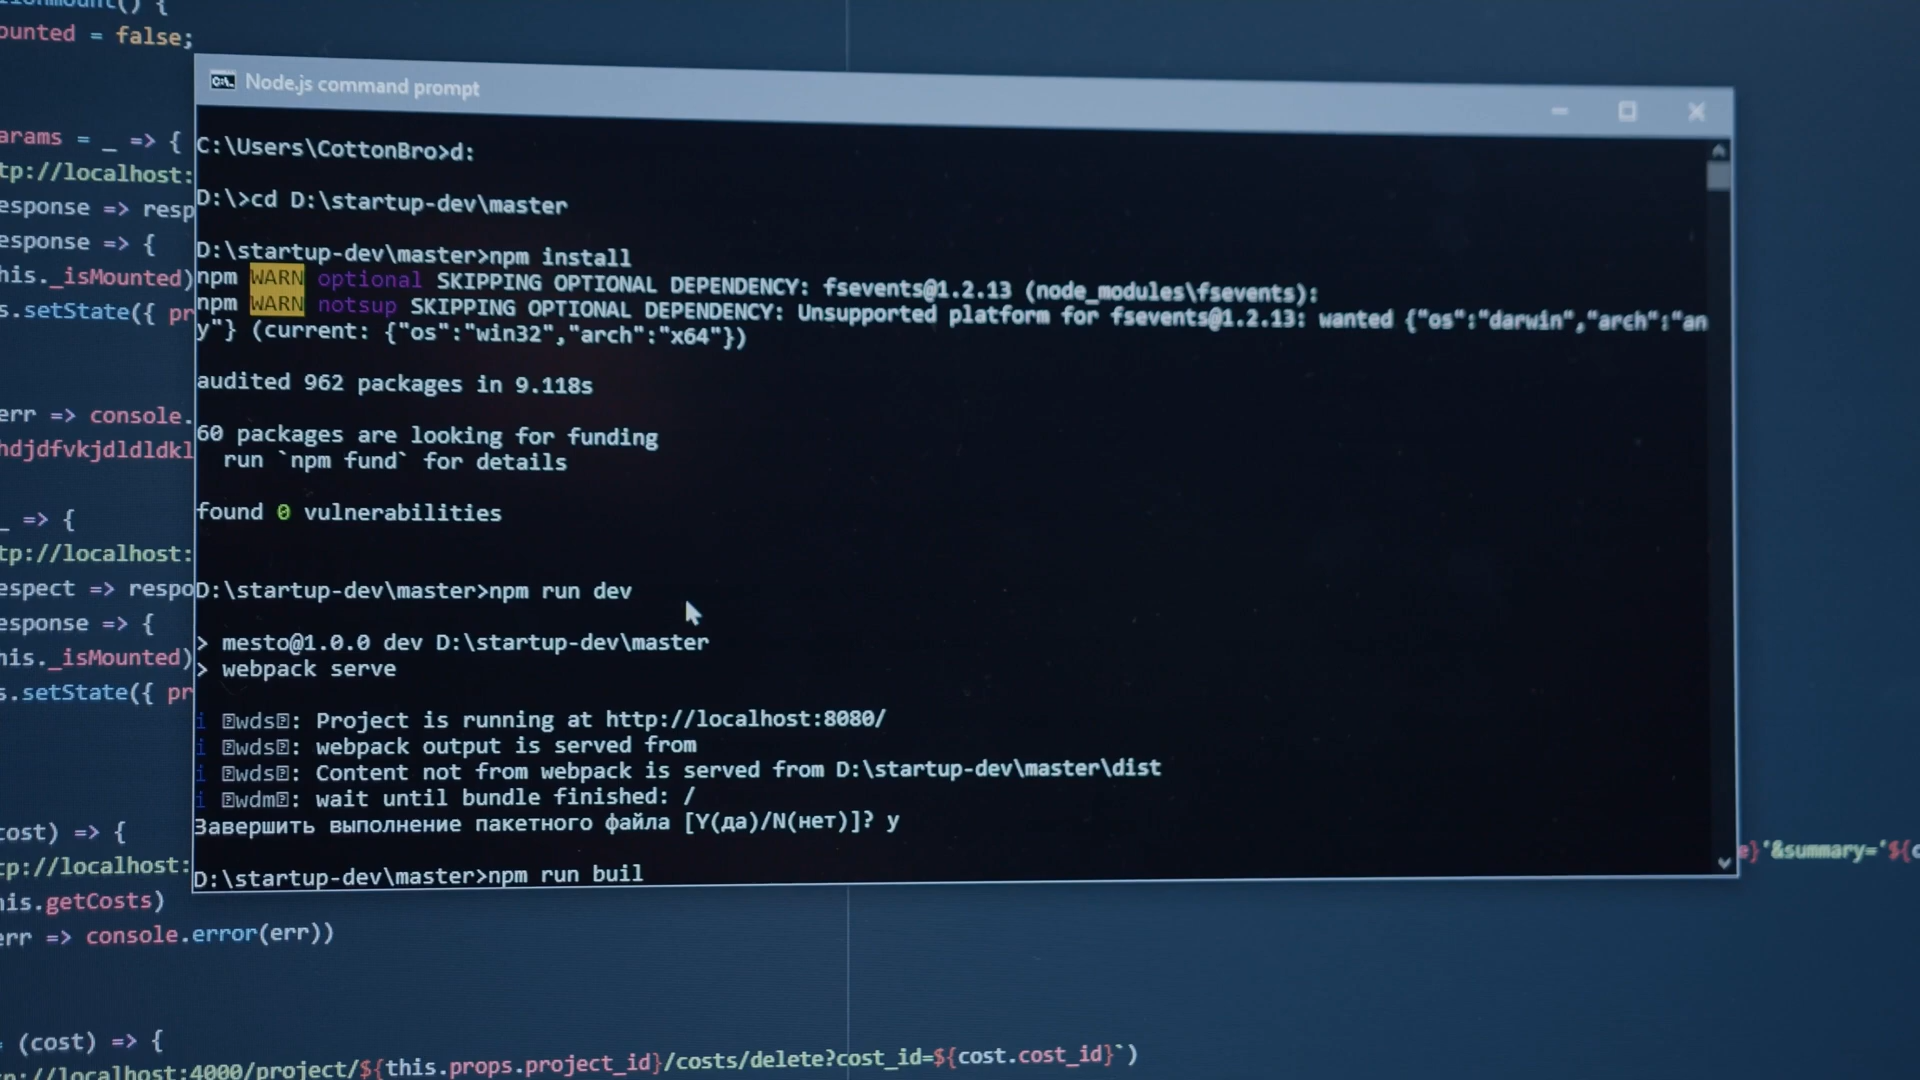 ounted = false;
Node.js command prompt
arams = _ => {
C:\Users\CottonBro>d:
tp://localhost:
D:\>cd D:\startup-dev\master
esponse => resp
esponse => {
D:\startup-dev\master>npm install
his._isMounted)
npm WARN optional SKIPPING OPTIONAL DEPENDENCY: fsevents@1.2.13 (node_modules\fsevents):
s.setState({ pr
npm WARN notsup SKIPPING OPTIONAL DEPENDENCY: Unsupported platform for fsevents@1.2.13: wanted {"os":"darwin","arch":"an
y"} (current: {"os":"win32","arch":"x64"})
audited 962 packages in 9.118s
err => console.
60 packages are looking for funding
hdjdfvkjdldldkl
run `npm fund` for details
found 0 vulnerabilities
_ => {
tp://localhost:
espect => respo
D:\startup-dev\master>npm run dev
esponse => {
> mesto@1.0.0 dev D:\startup-dev\master
his._isMounted)
> webpack serve
s.setState({ pr
i wds: Project is running at http://localhost:8080/
i wds: webpack output is served from
i wds: Content not from webpack is served from D:\startup-dev\master\dist
i wdm: wait until bundle finished: /
Завершить выполнение пакетного файла [Y(да)/N(нет)]? y
cost) => {
}'&summary='${c
tp://localhost:
D:\startup-dev\master>npm run buil
his.getCosts)
err => console.error(err))
= (cost) => {
tp://localhost:4000/project/${this.props.project_id}/costs/delete?cost_id=${cost.cost_id}`)